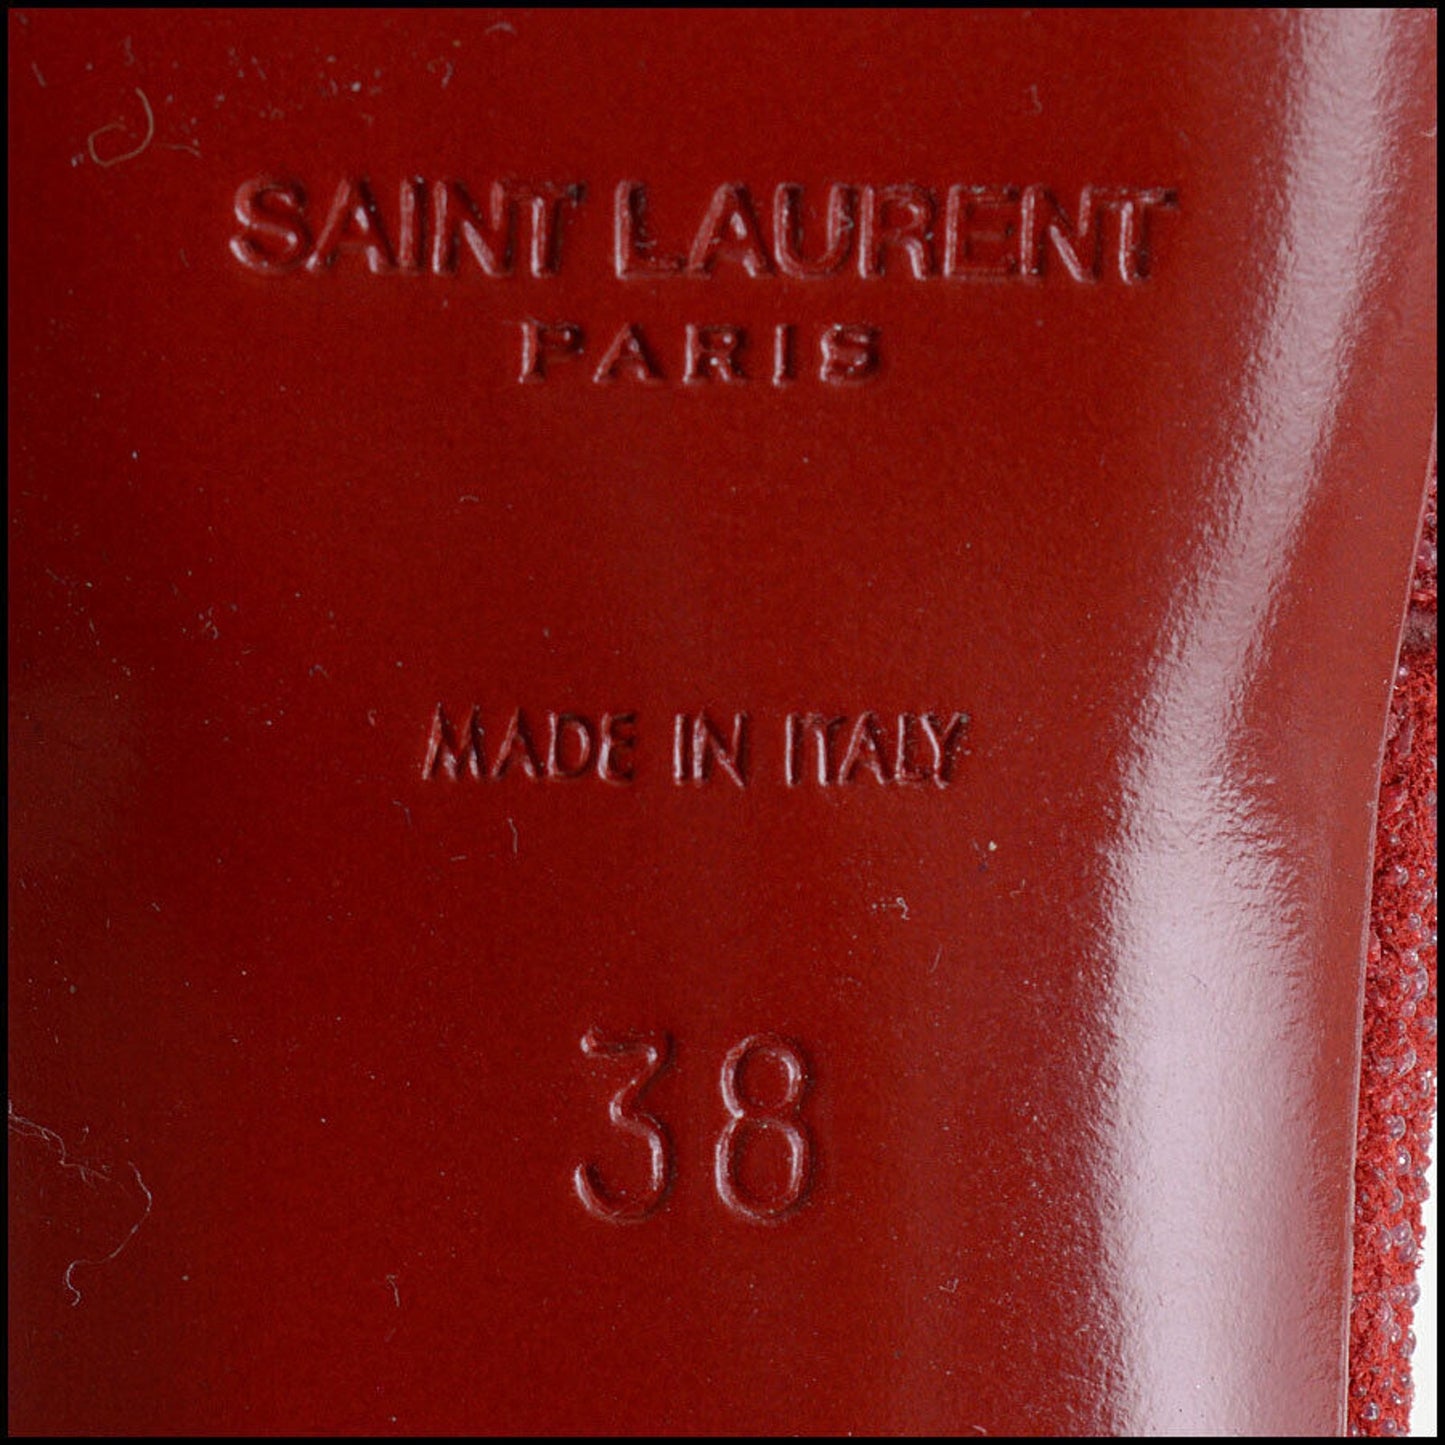 SAINT LAURENT
PARIS
MADE IN ITALY
38